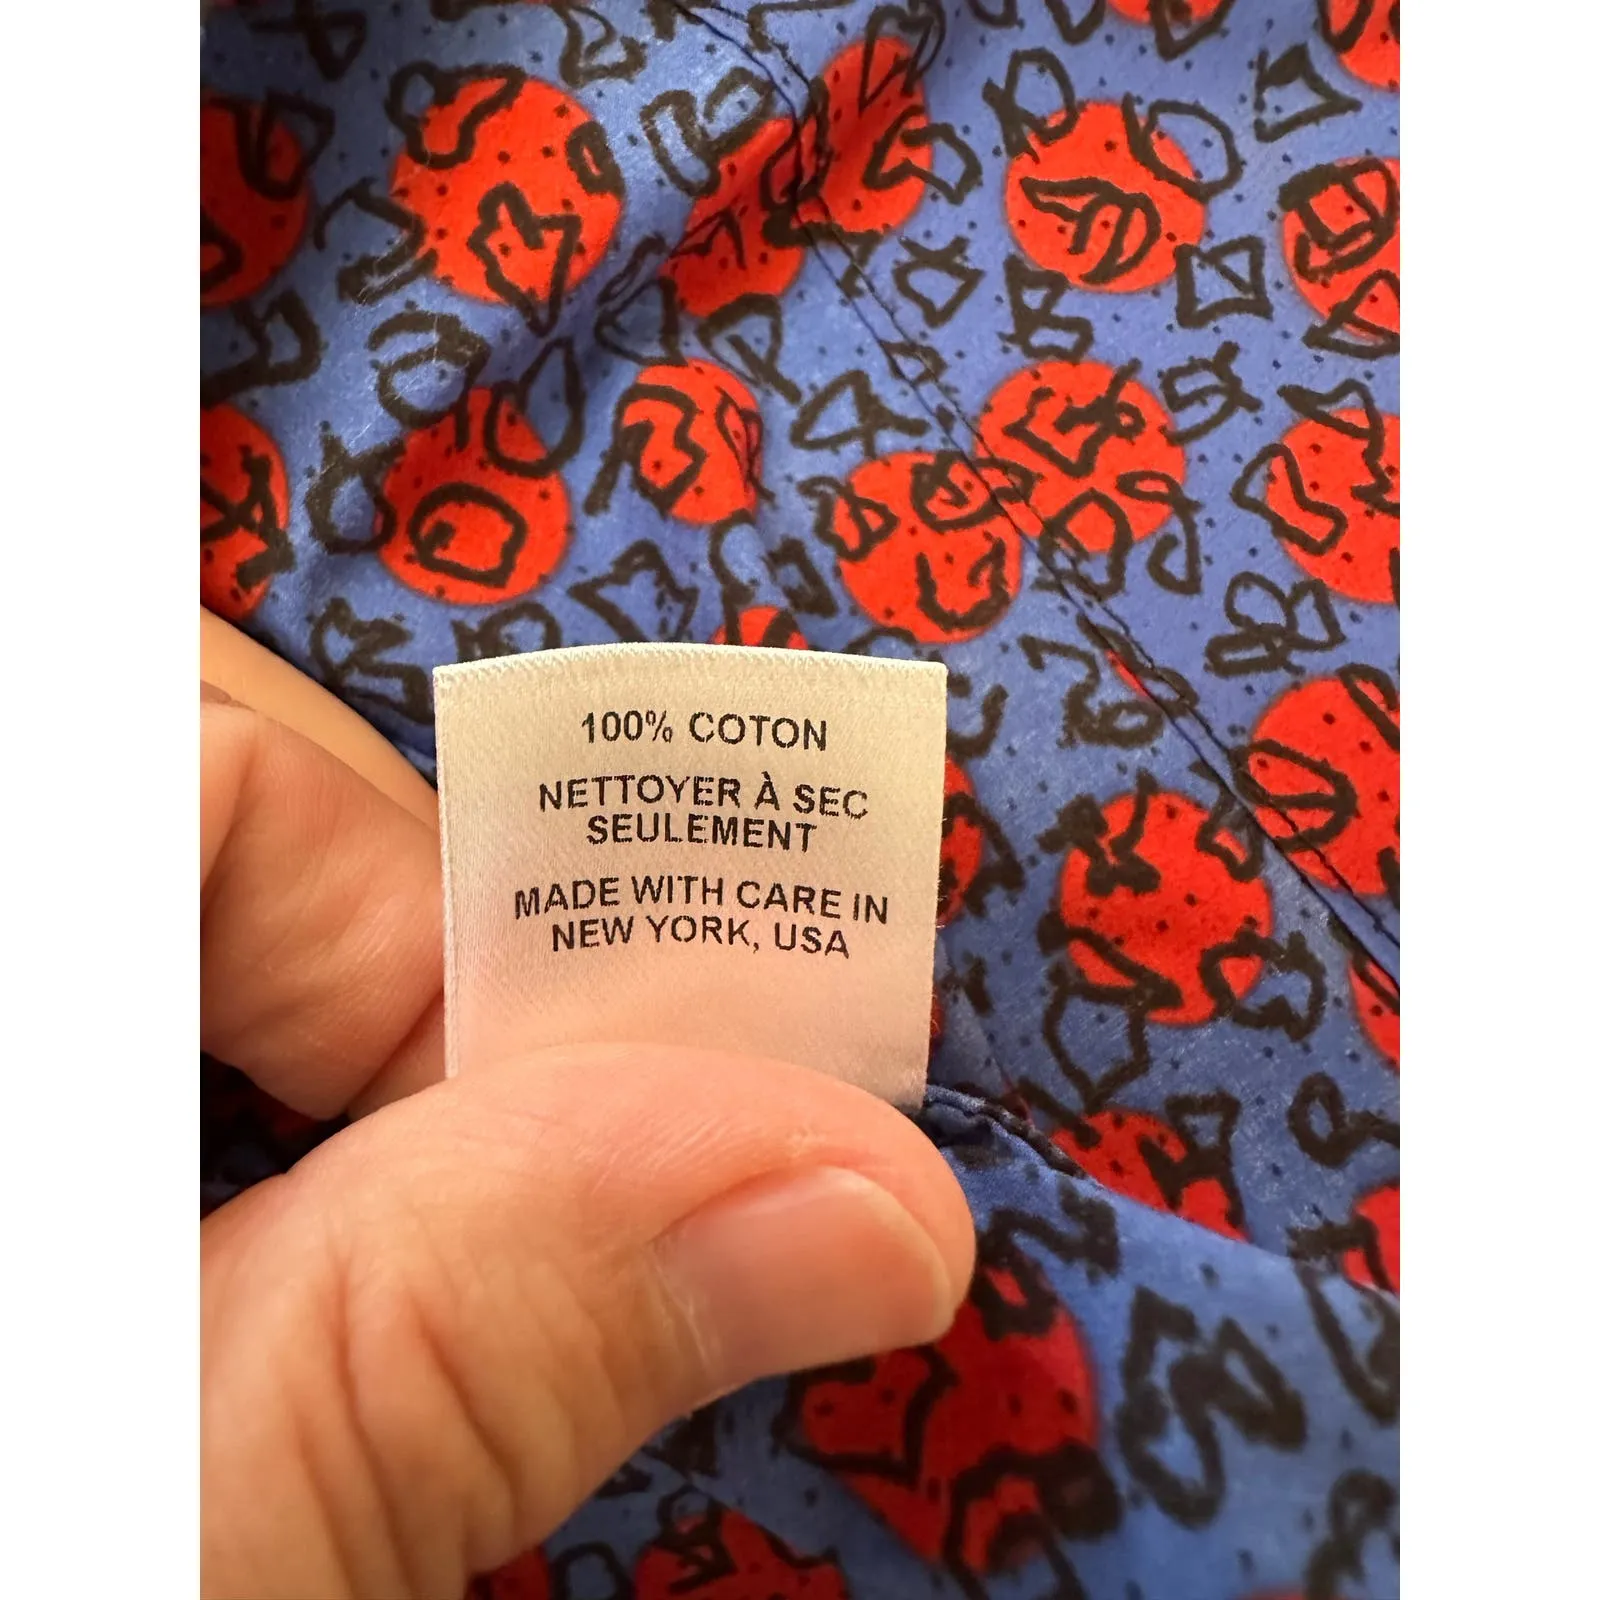 100% COTON
NETTOYER À SEC
SEULEMENT
MADE WITH CARE IN
NEW YORK, USA